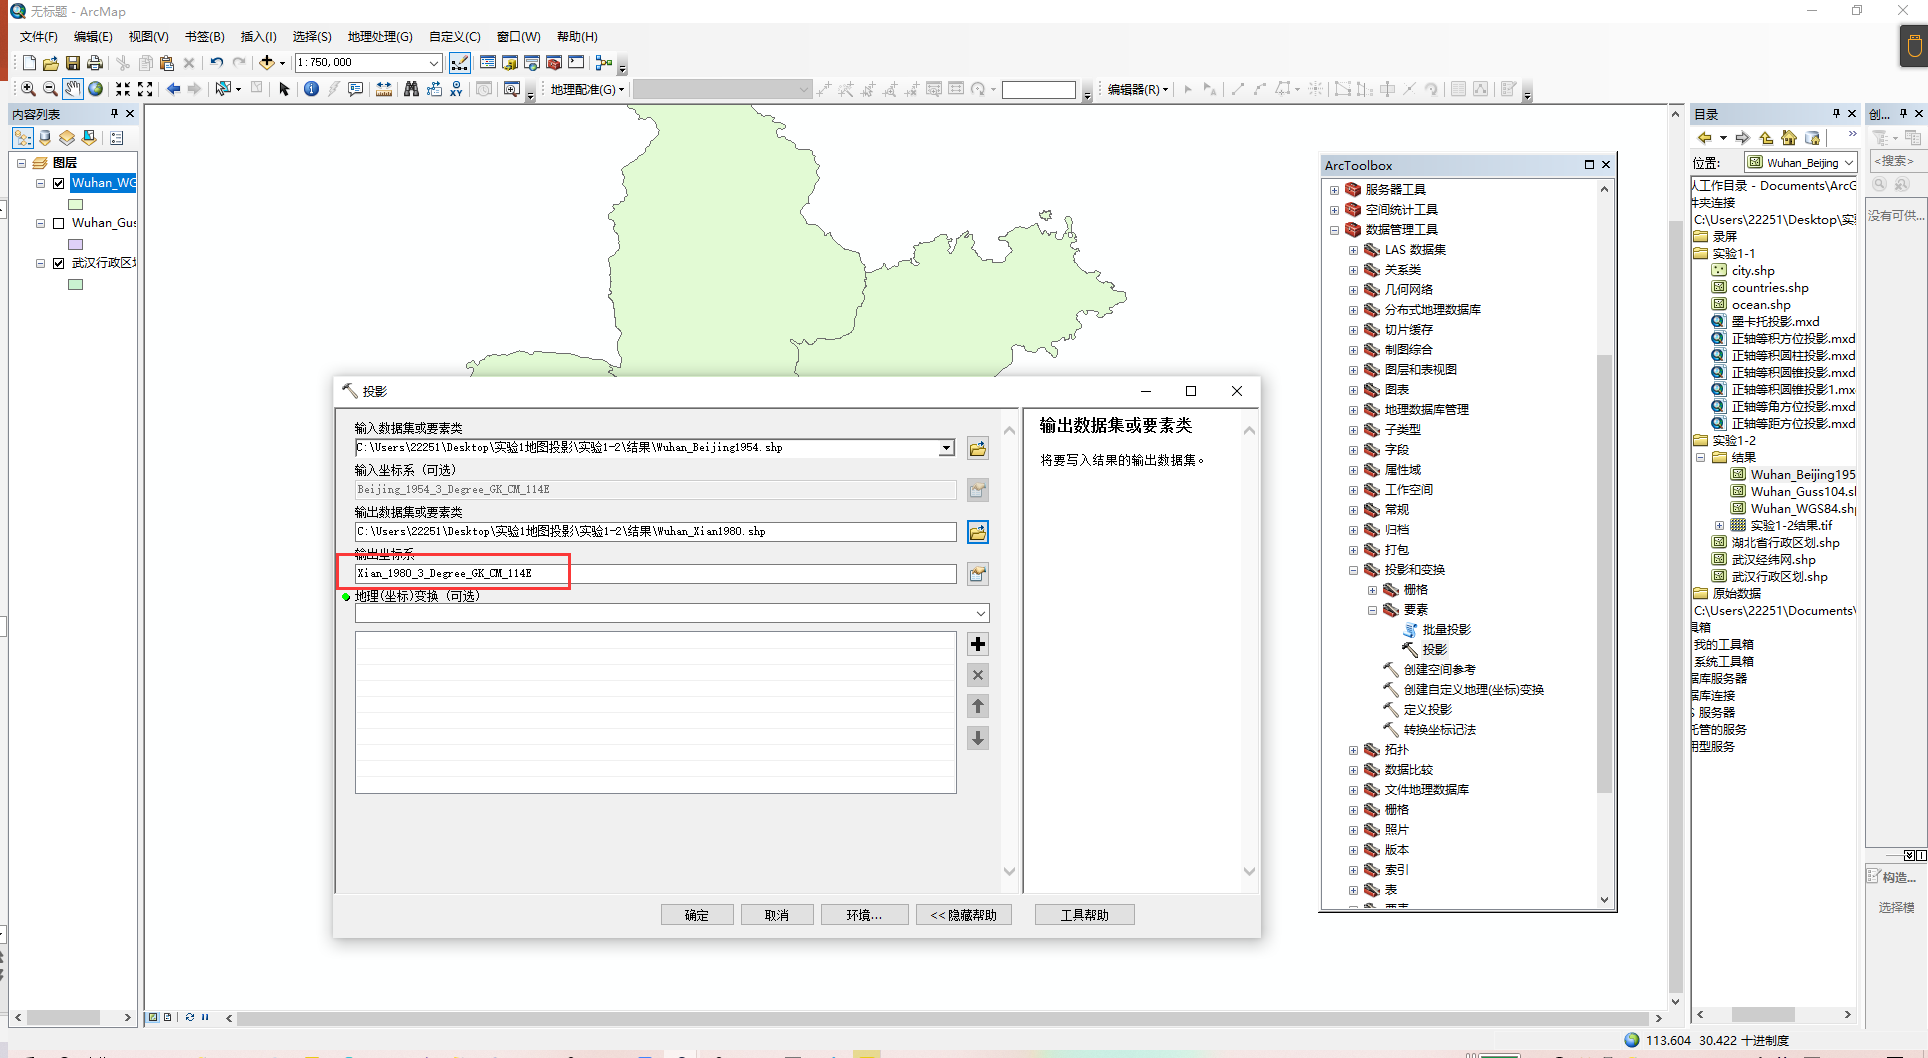 无标题 - ArcMap
文件(F) 编辑(E) 视图(V) 书签(B) 插入(I) 选择(S) 地理处理(G) 自定义(C) 窗口(W) 帮助(H)
1:750,000
地理配准(G)
编辑器(R)
内容列表
图层
Wuhan_WG
Wuhan_Gus
武汉行政区划
ArcToolbox
服务器工具
空间统计工具
数据管理工具
LAS 数据集
关系类
几何网络
分布式地理数据库
切片缓存
制图综合
图层和表视图
图表
地理数据库管理
子类型
字段
属性域
工作空间
常规
归档
打包
投影和变换
栅格
要素
批量投影
投影
创建空间参考
创建自定义地理(坐标)变换
定义投影
转换坐标记法
拓扑
数据比较
文件地理数据库
栅格
照片
版本
索引
表
要素
投影
输入数据集或要素类
C:\Users\22251\Desktop\实验1地图投影\实验1-2\结果\Wuhan_Beijing1954.shp
输入坐标系 (可选)
Beijing_1954_3_Degree_GK_CM_114E
输出数据集或要素类
C:\Users\22251\Desktop\实验1地图投影\实验1-2\结果\Wuhan_Xian1980.shp
输出坐标系
Xian_1980_3_Degree_GK_CM_114E
地理(坐标)变换 (可选)
输出数据集或要素类
将要写入结果的输出数据集。
确定 取消 环境... << 隐藏帮助 工具帮助
目录
位置: Wuhan_Beijing
人工作目录 - Documents\ArcG
件夹连接
C:\Users\22251\Desktop\实
录屏
实验1-1
city.shp
countries.shp
ocean.shp
墨卡托投影.mxd
正轴等积方位投影.mxd
正轴等积圆柱投影.mxd
正轴等积圆锥投影.mxd
正轴等积圆锥投影1.mx
正轴等角方位投影.mxd
正轴等距方位投影.mxd
实验1-2
结果
Wuhan_Beijing195
Wuhan_Guss104.sh
Wuhan_WGS84.shp
实验1-2结果.tif
湖北省行政区划.shp
武汉经纬网.shp
武汉行政区划.shp
原始数据
C:\Users\22251\Documents\
具箱
我的工具箱
系统工具箱
据库服务器
据库连接
S 服务器
托管的服务
用型服务
创...
<搜索>
没有可供...
构造...
选择模
113.604 30.422 十进制度